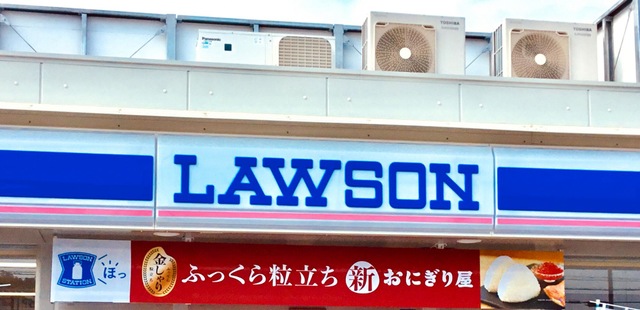 Panasonic
TOSHIBA
TOSHIBA
LAWSON
LAWSON
STATION
ほっ
金しゃり
ふっくら粒立ち 新 おにぎり屋